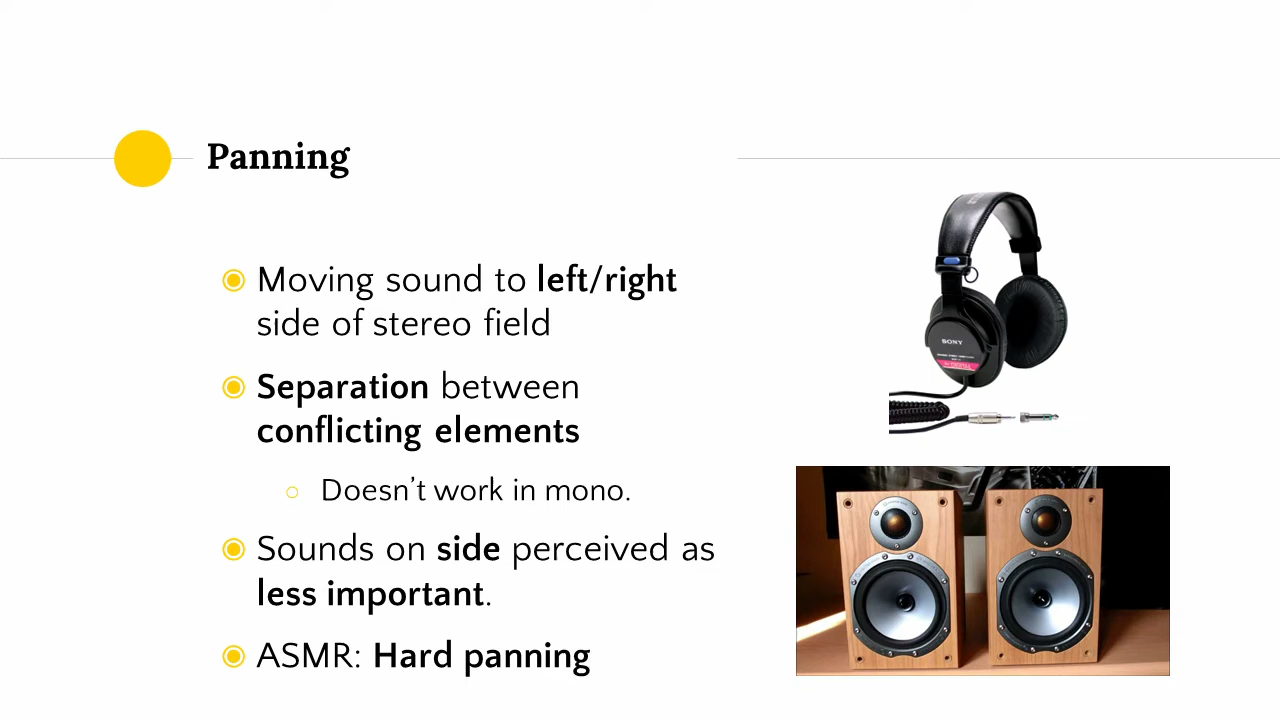 Panning
Moving sound to left/right
side of stereo field
Separation between
conflicting elements
Doesn’t work in mono.
Sounds on side perceived as
less important.
ASMR: Hard panning
SONY